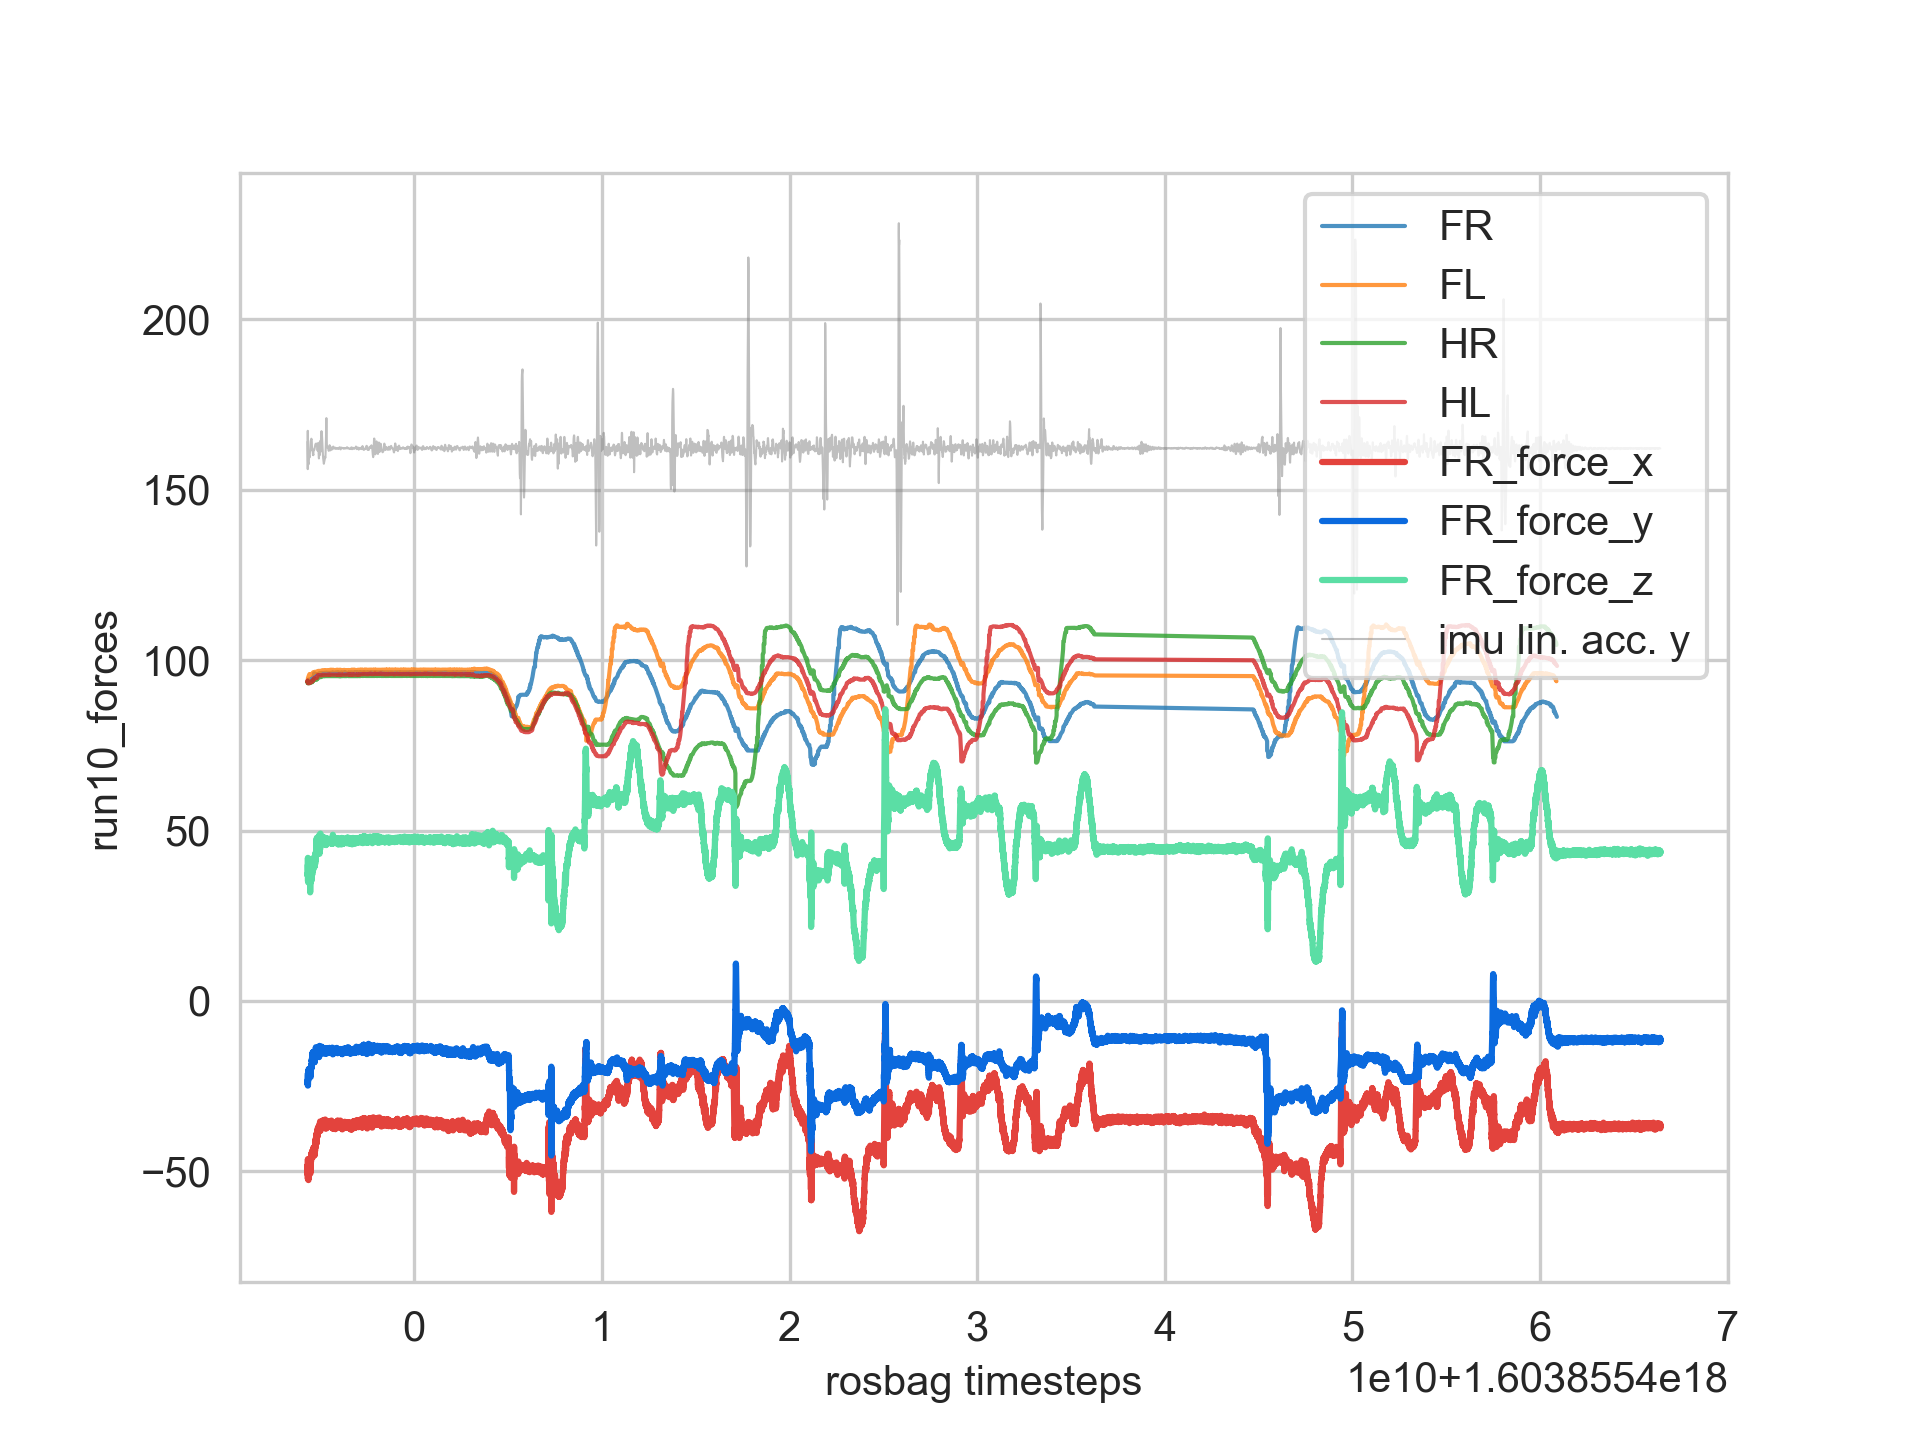 FR
FL
HR
HL
FR_force_x
FR_force_y
FR_force_z
imu lin. acc. y
200
150
100
50
0
−50
run10_forces
0 1 2 3 4 5 6 7
rosbag timesteps
1e10+1.6038554e18